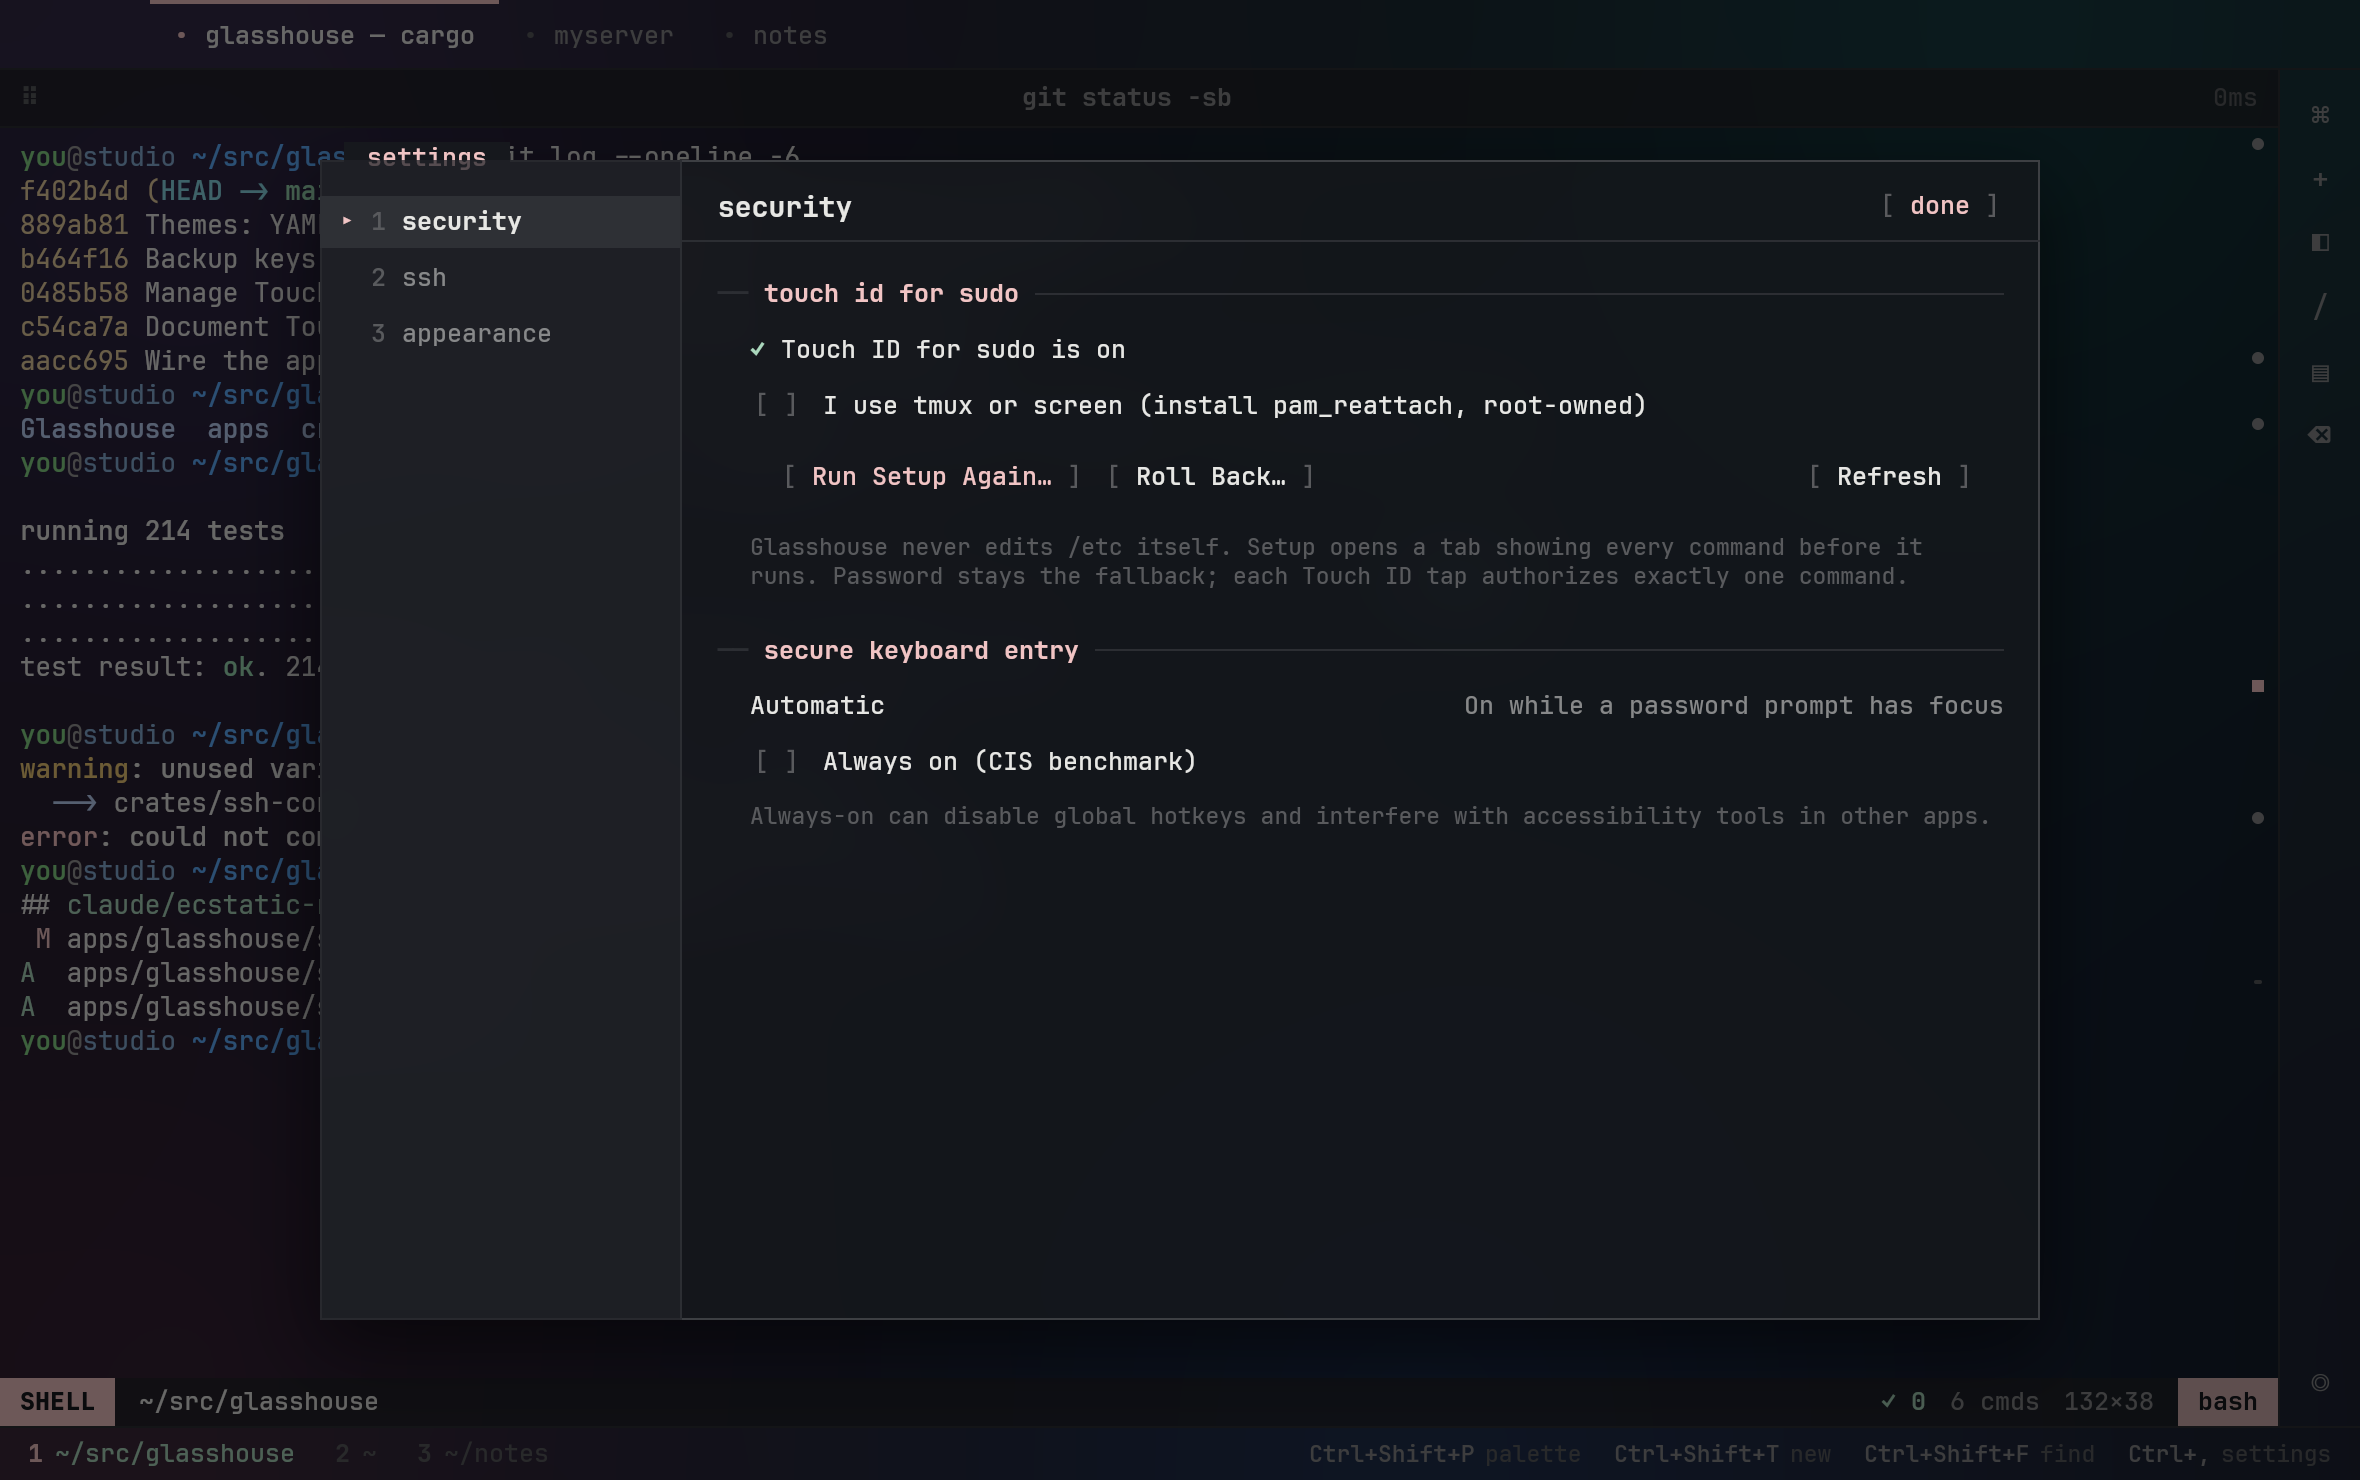 • glasshouse — cargo • myserver • notes
git status -sb 0ms
you@studio ~/src/glas settings it log --oneline -6
f402b4d (HEAD -> ma
889ab81 Themes: YAM
b464f16 Backup keys
0485b58 Manage Touc
c54ca7a Document To
aacc695 Wire the ap
you@studio ~/src/gla
Glasshouse apps c
you@studio ~/src/gla
running 214 tests
...................
...................
...................
test result: ok. 214
you@studio ~/src/gla
warning: unused vari
--> crates/ssh-co
error: could not co
you@studio ~/src/gla
## claude/ecstatic-
M apps/glasshouse/s
A apps/glasshouse/s
A apps/glasshouse/s
you@studio ~/src/gla
▸ 1 security
2 ssh
3 appearance
security [ done ]
touch id for sudo
✓ Touch ID for sudo is on
[ ] I use tmux or screen (install pam_reattach, root-owned)
[ Run Setup Again… ] [ Roll Back… ] [ Refresh ]
Glasshouse never edits /etc itself. Setup opens a tab showing every command before it
runs. Password stays the fallback; each Touch ID tap authorizes exactly one command.
secure keyboard entry
Automatic On while a password prompt has focus
[ ] Always on (CIS benchmark)
Always-on can disable global hotkeys and interfere with accessibility tools in other apps.
SHELL ~/src/glasshouse ✓ 0 6 cmds 132×38 bash
1 ~/src/glasshouse 2 ~ 3 ~/notes Ctrl+Shift+P palette Ctrl+Shift+T new Ctrl+Shift+F find Ctrl+, settings